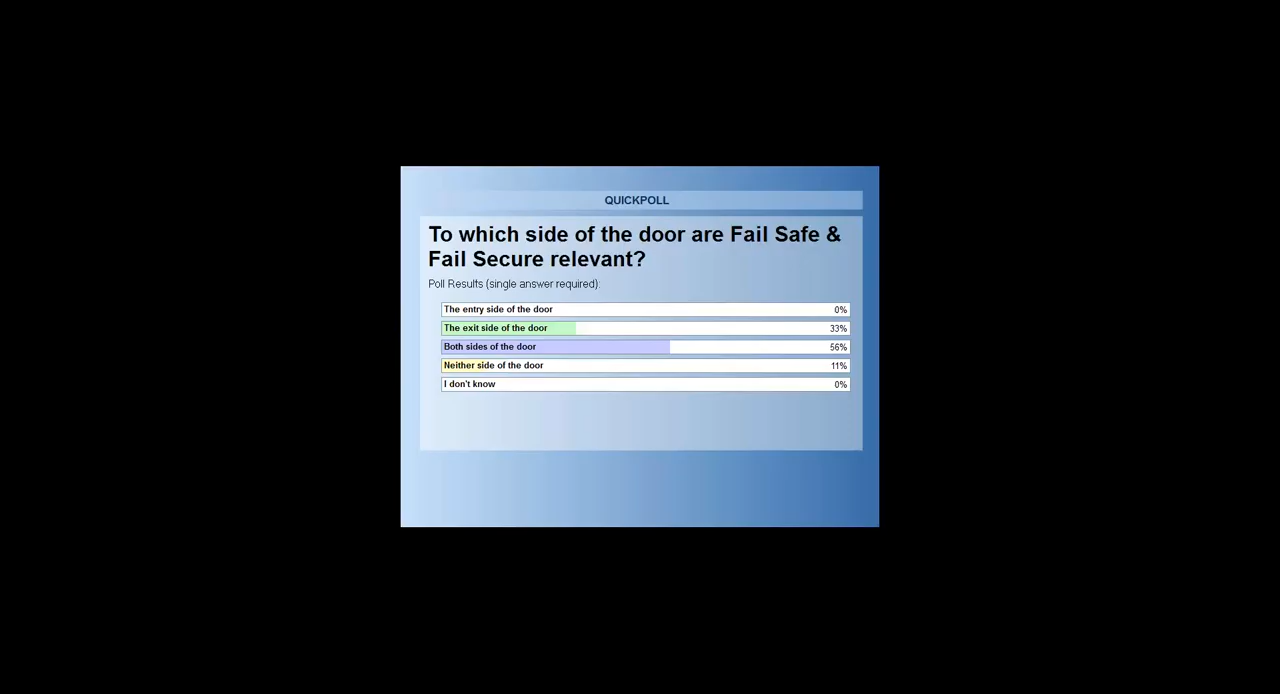 QUICKPOLL
To which side of the door are Fail Safe &
Fail Secure relevant?
Poll Results (single answer required):
The entry side of the door 0%
The exit side of the door 33%
Both sides of the door 56%
Neither side of the door 11%
I don't know 0%